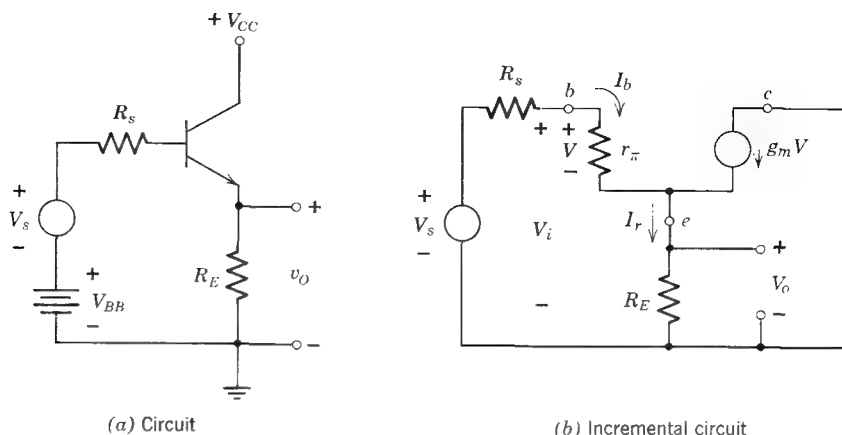 + V_CC
R_s
+
V_s
−
+
V_BB
−
R_E
+
v_O
−
(a) Circuit
R_s
b
I_b
c
+
+
V
−
r_π
g_m V
+
V_s
−
V_i
−
I_r
e
R_E
+
V_o
−
(b) Incremental circuit